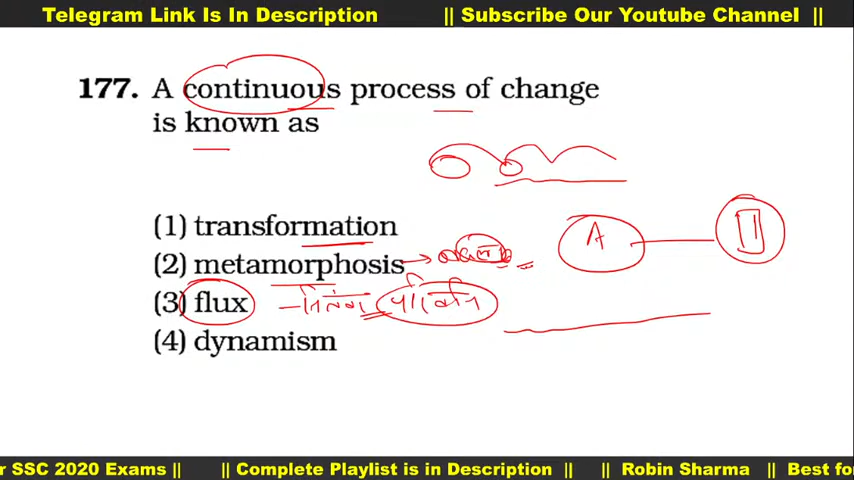 Telegram Link Is In Description || Subscribe Our Youtube Channel ||
177. A continuous process of change
is known as
(1) transformation
(2) metamorphosis
(3) flux
(4) dynamism
A
r SSC 2020 Exams || || Complete Playlist is in Description || || Robin Sharma || Best fo